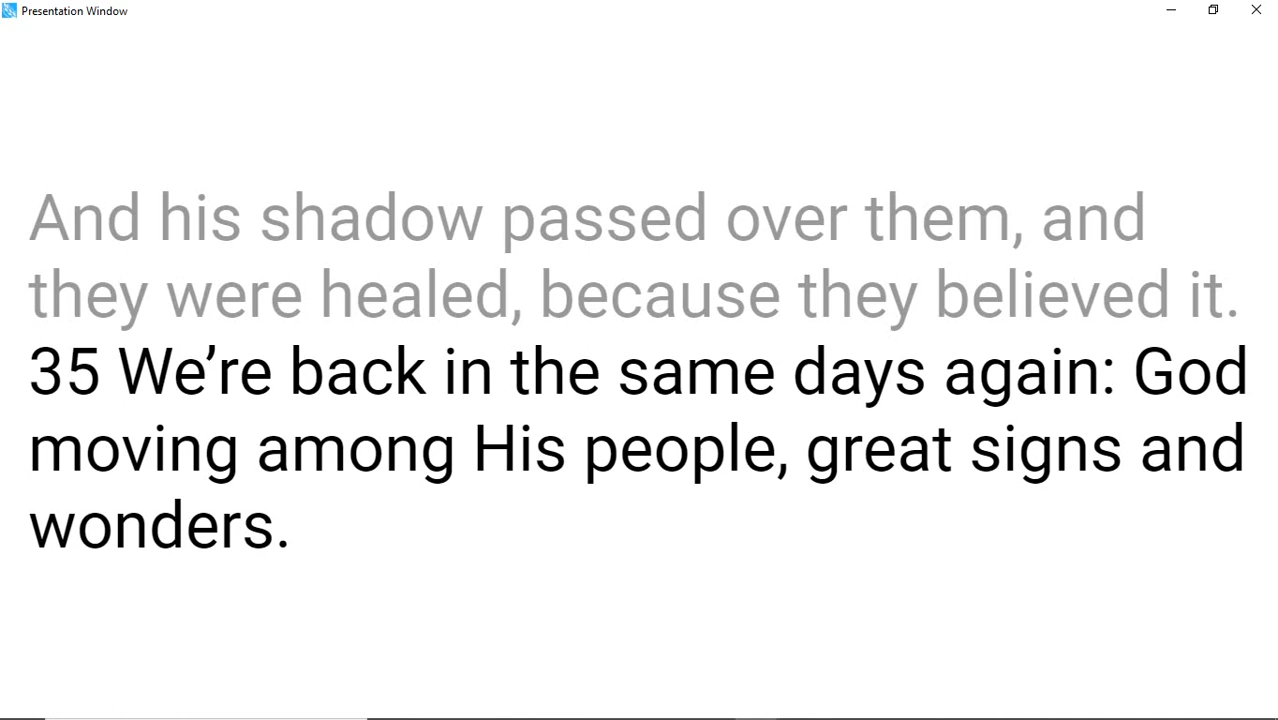 Presentation Window
And his shadow passed over them, and
they were healed, because they believed it.
35 We’re back in the same days again: God
moving among His people, great signs and
wonders.